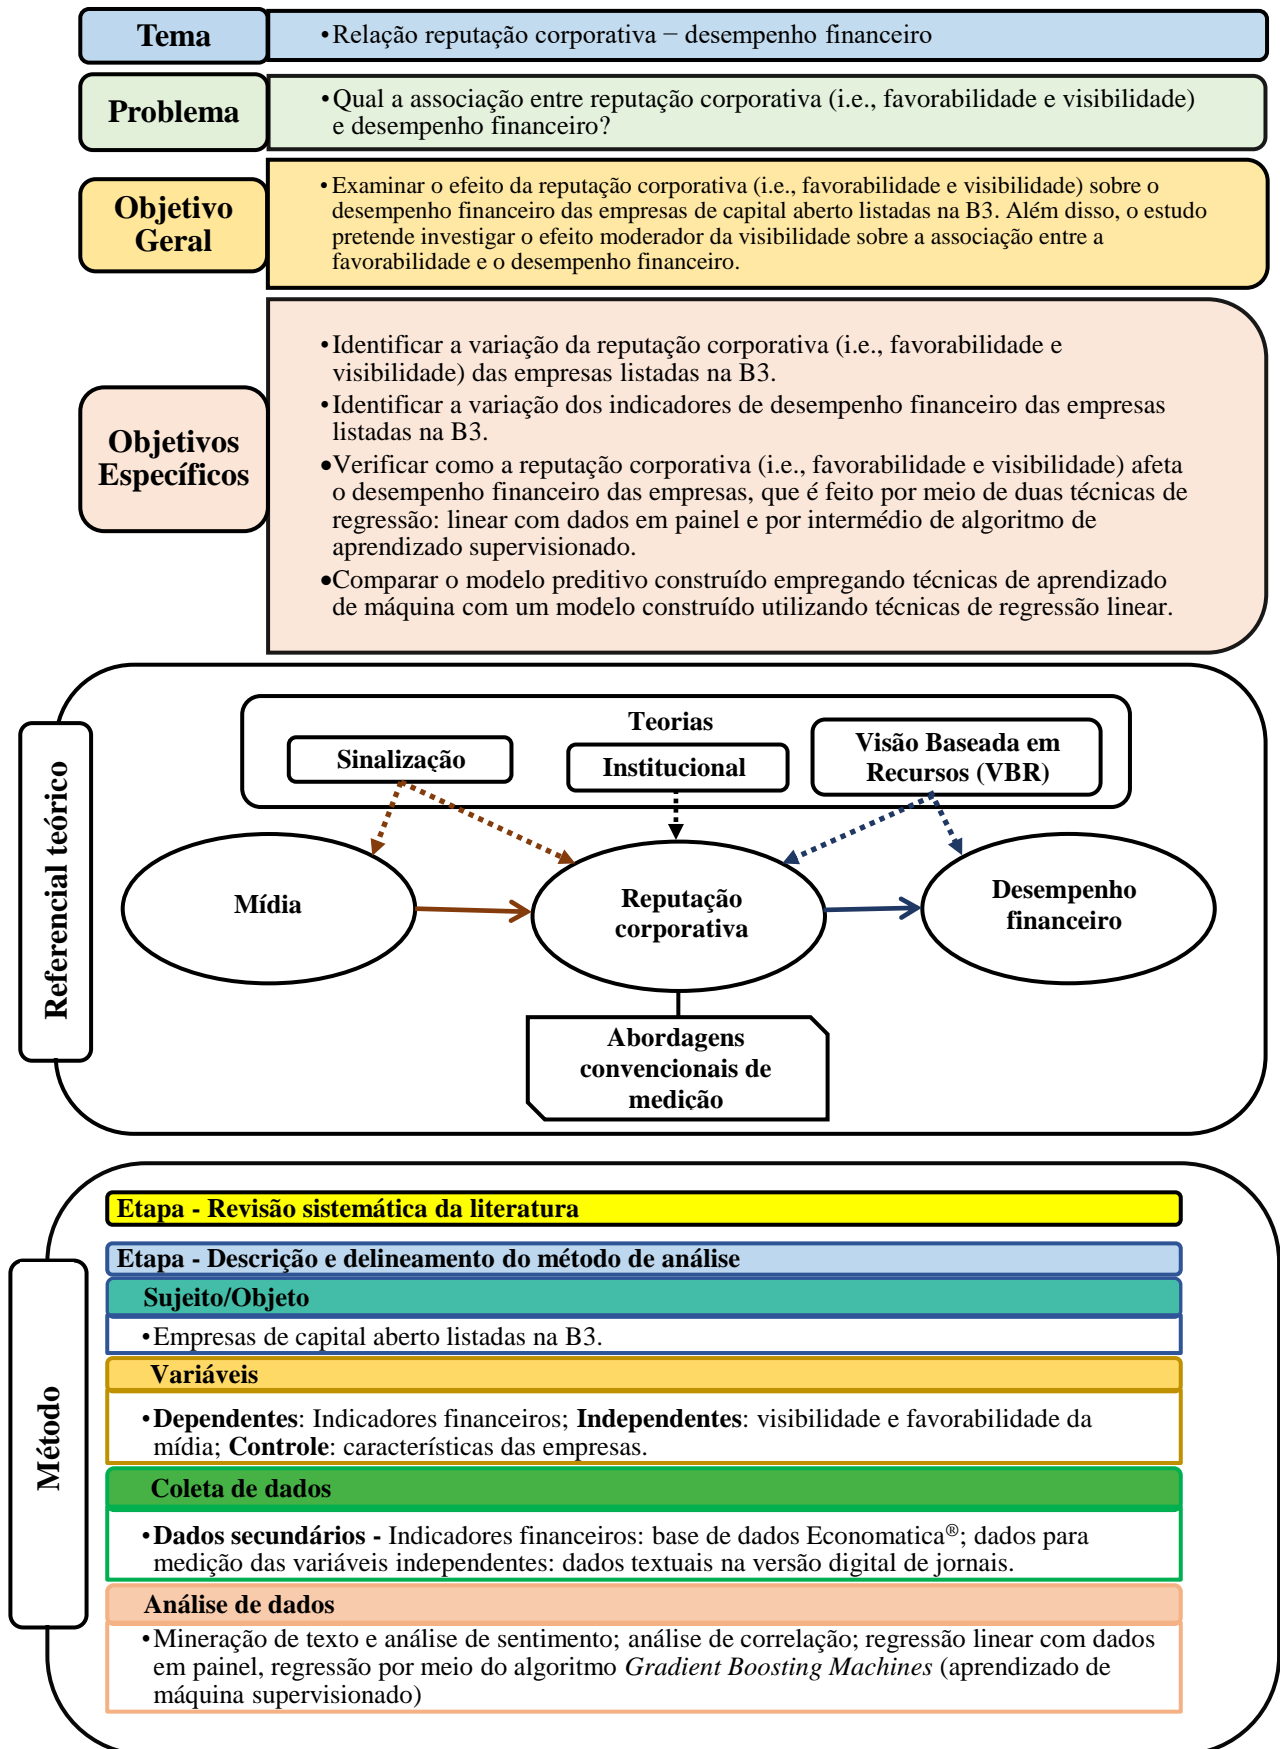 Tema
•Relação reputação corporativa − desempenho financeiro
Problema
•Qual a associação entre reputação corporativa (i.e., favorabilidade e visibilidade)
e desempenho financeiro?
Objetivo
Geral
•Examinar o efeito da reputação corporativa (i.e., favorabilidade e visibilidade) sobre o
desempenho financeiro das empresas de capital aberto listadas na B3. Além disso, o estudo
pretende investigar o efeito moderador da visibilidade sobre a associação entre a
favorabilidade e o desempenho financeiro.
Objetivos
Específicos
•Identificar a variação da reputação corporativa (i.e., favorabilidade e
visibilidade) das empresas listadas na B3.
•Identificar a variação dos indicadores de desempenho financeiro das empresas
listadas na B3.
•Verificar como a reputação corporativa (i.e., favorabilidade e visibilidade) afeta
o desempenho financeiro das empresas, que é feito por meio de duas técnicas de
regressão: linear com dados em painel e por intermédio de algoritmo de
aprendizado supervisionado.
•Comparar o modelo preditivo construído empregando técnicas de aprendizado
de máquina com um modelo construído utilizando técnicas de regressão linear.
Referencial teórico
Teorias
Sinalização
Institucional
Visão Baseada em
Recursos (VBR)
Mídia
Reputação
corporativa
Desempenho
financeiro
Abordagens
convencionais de
medição
Método
Etapa - Revisão sistemática da literatura
Etapa - Descrição e delineamento do método de análise
Sujeito/Objeto
•Empresas de capital aberto listadas na B3.
Variáveis
•Dependentes: Indicadores financeiros; Independentes: visibilidade e favorabilidade da
mídia; Controle: características das empresas.
Coleta de dados
•Dados secundários - Indicadores financeiros: base de dados Economatica®; dados para
medição das variáveis independentes: dados textuais na versão digital de jornais.
Análise de dados
•Mineração de texto e análise de sentimento; análise de correlação; regressão linear com dados
em painel, regressão por meio do algoritmo Gradient Boosting Machines (aprendizado de
máquina supervisionado)